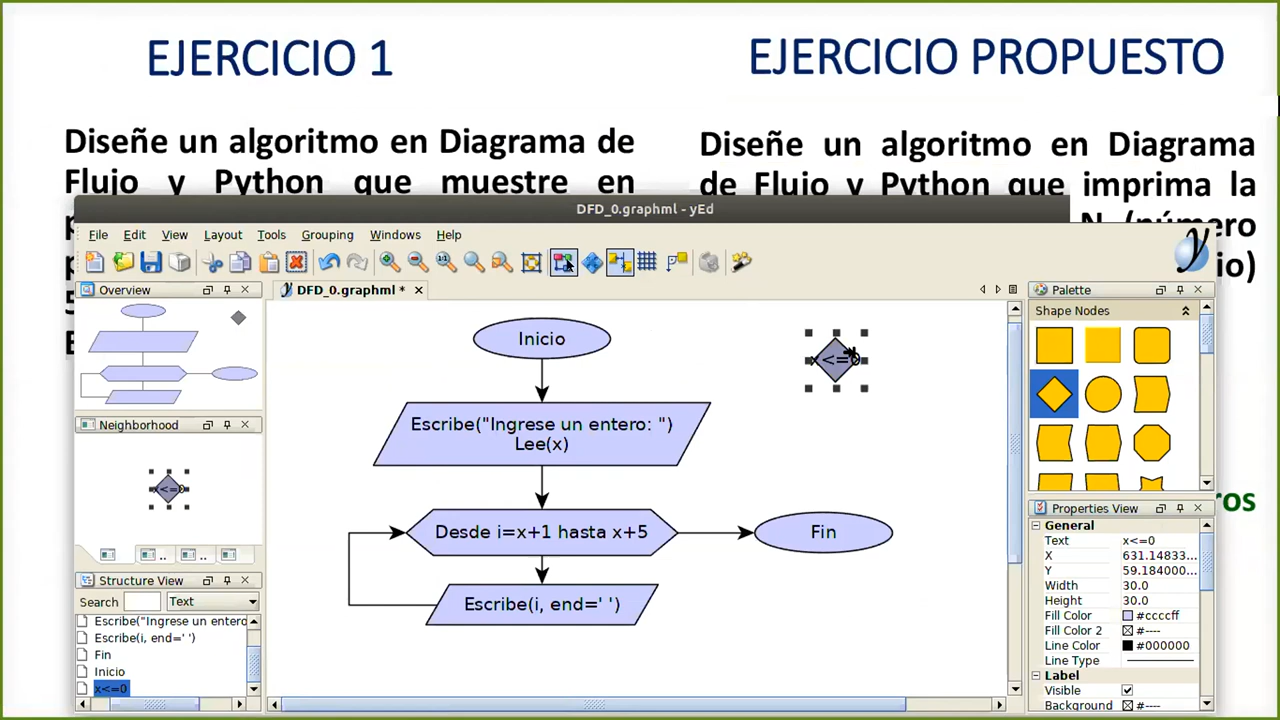 EJERCICIO 1
EJERCICIO PROPUESTO
Diseñe un algoritmo en Diagrama de
Flujo y Python que muestre en
Diseñe un algoritmo en Diagrama
de Flujo y Python que imprima la
N (número
DFD_0.graphml - yEd
File Edit View Layout Tools Grouping Windows Help
1:1
y
Overview
DFD_0.graphml *
Palette
Shape Nodes
Neighborhood
x<=0
Inicio
x<=0
Escribe("Ingrese un entero: ")
Lee(x)
Desde i=x+1 hasta x+5
Fin
Escribe(i, end=' ')
Structure View
Search
Text
Escribe("Ingrese un entero
Escribe(i, end=' ')
Fin
Inicio
x<=0
Properties View
General
Text x<=0
X 631.14833...
Y 59.184000...
Width 30.0
Height 30.0
Fill Color #ccccff
Fill Color 2 #----
Line Color #000000
Line Type
Label
Visible
Background #----